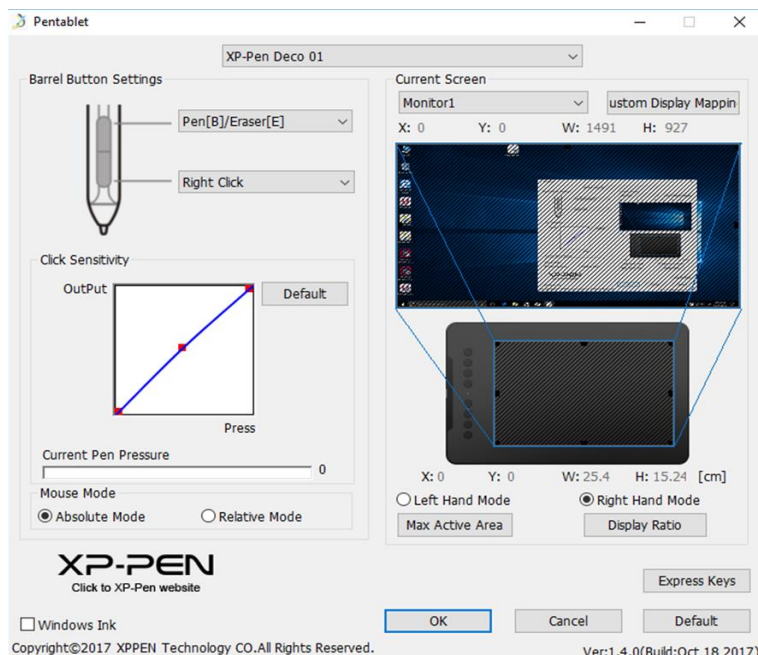 Pentablet
XP-Pen Deco 01
Barrel Button Settings
Pen[B]/Eraser[E]
Right Click
Click Sensitivity
OutPut
Default
Press
Current Pen Pressure
0
Mouse Mode
Absolute Mode
Relative Mode
Current Screen
Monitor1
ustom Display Mappin
X: 0 Y: 0 W: 1491 H: 927
XP-PEN
X: 0 Y: 0 W: 25.4 H: 15.24 [cm]
Left Hand Mode
Right Hand Mode
Max Active Area
Display Ratio
XP-PEN
Click to XP-Pen website
Express Keys
Windows Ink
OK
Cancel
Default
Copyright©2017 XPPEN Technology CO.All Rights Reserved.
Ver:1.4.0(Build:Oct 18 2017)